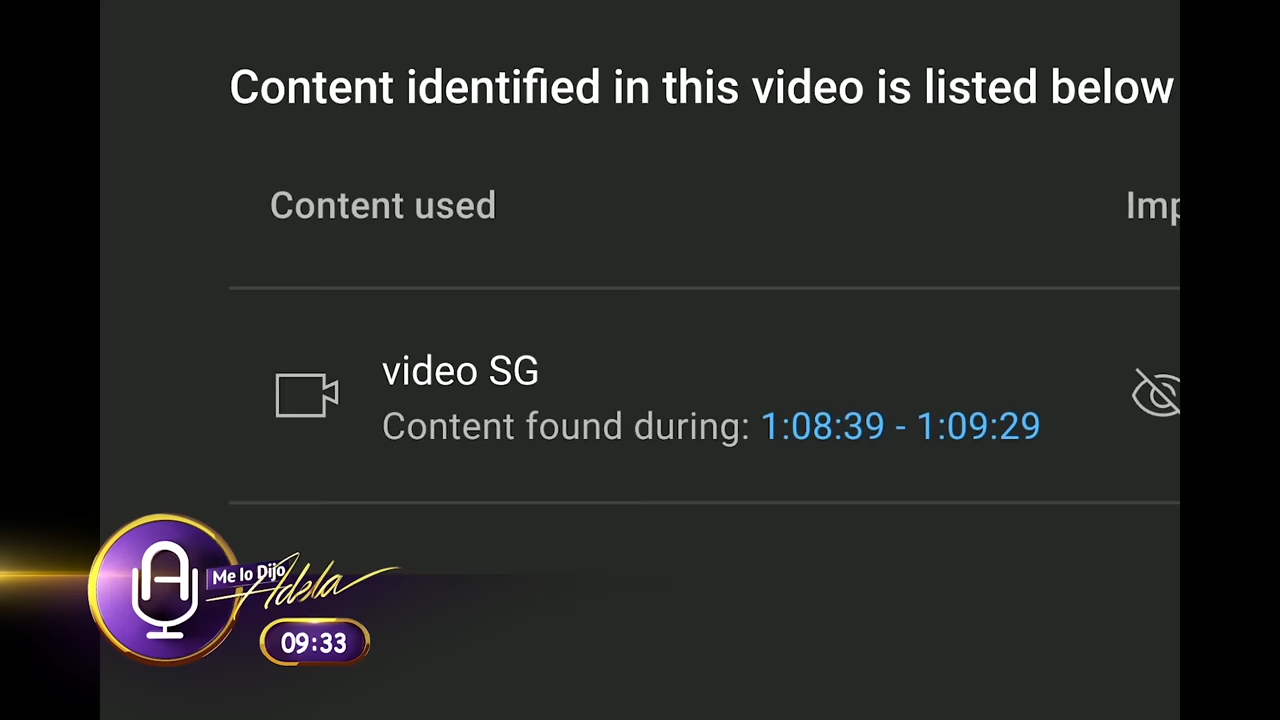 Content identified in this video is listed below
Content used
Imp
video SG
Content found during: 1:08:39 - 1:09:29
Me lo Dijo
Adela
09:33